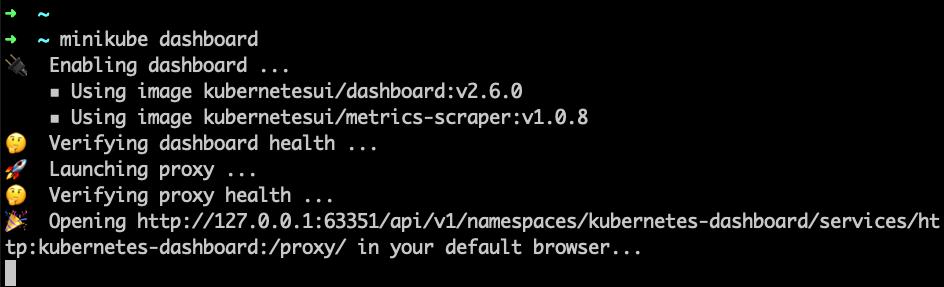 ➜ ~
➜ ~ minikube dashboard
🔌 Enabling dashboard ...
▪ Using image kubernetesui/dashboard:v2.6.0
▪ Using image kubernetesui/metrics-scraper:v1.0.8
🤔 Verifying dashboard health ...
🚀 Launching proxy ...
🤔 Verifying proxy health ...
🎉 Opening http://127.0.0.1:63351/api/v1/namespaces/kubernetes-dashboard/services/ht
tp:kubernetes-dashboard:/proxy/ in your default browser...